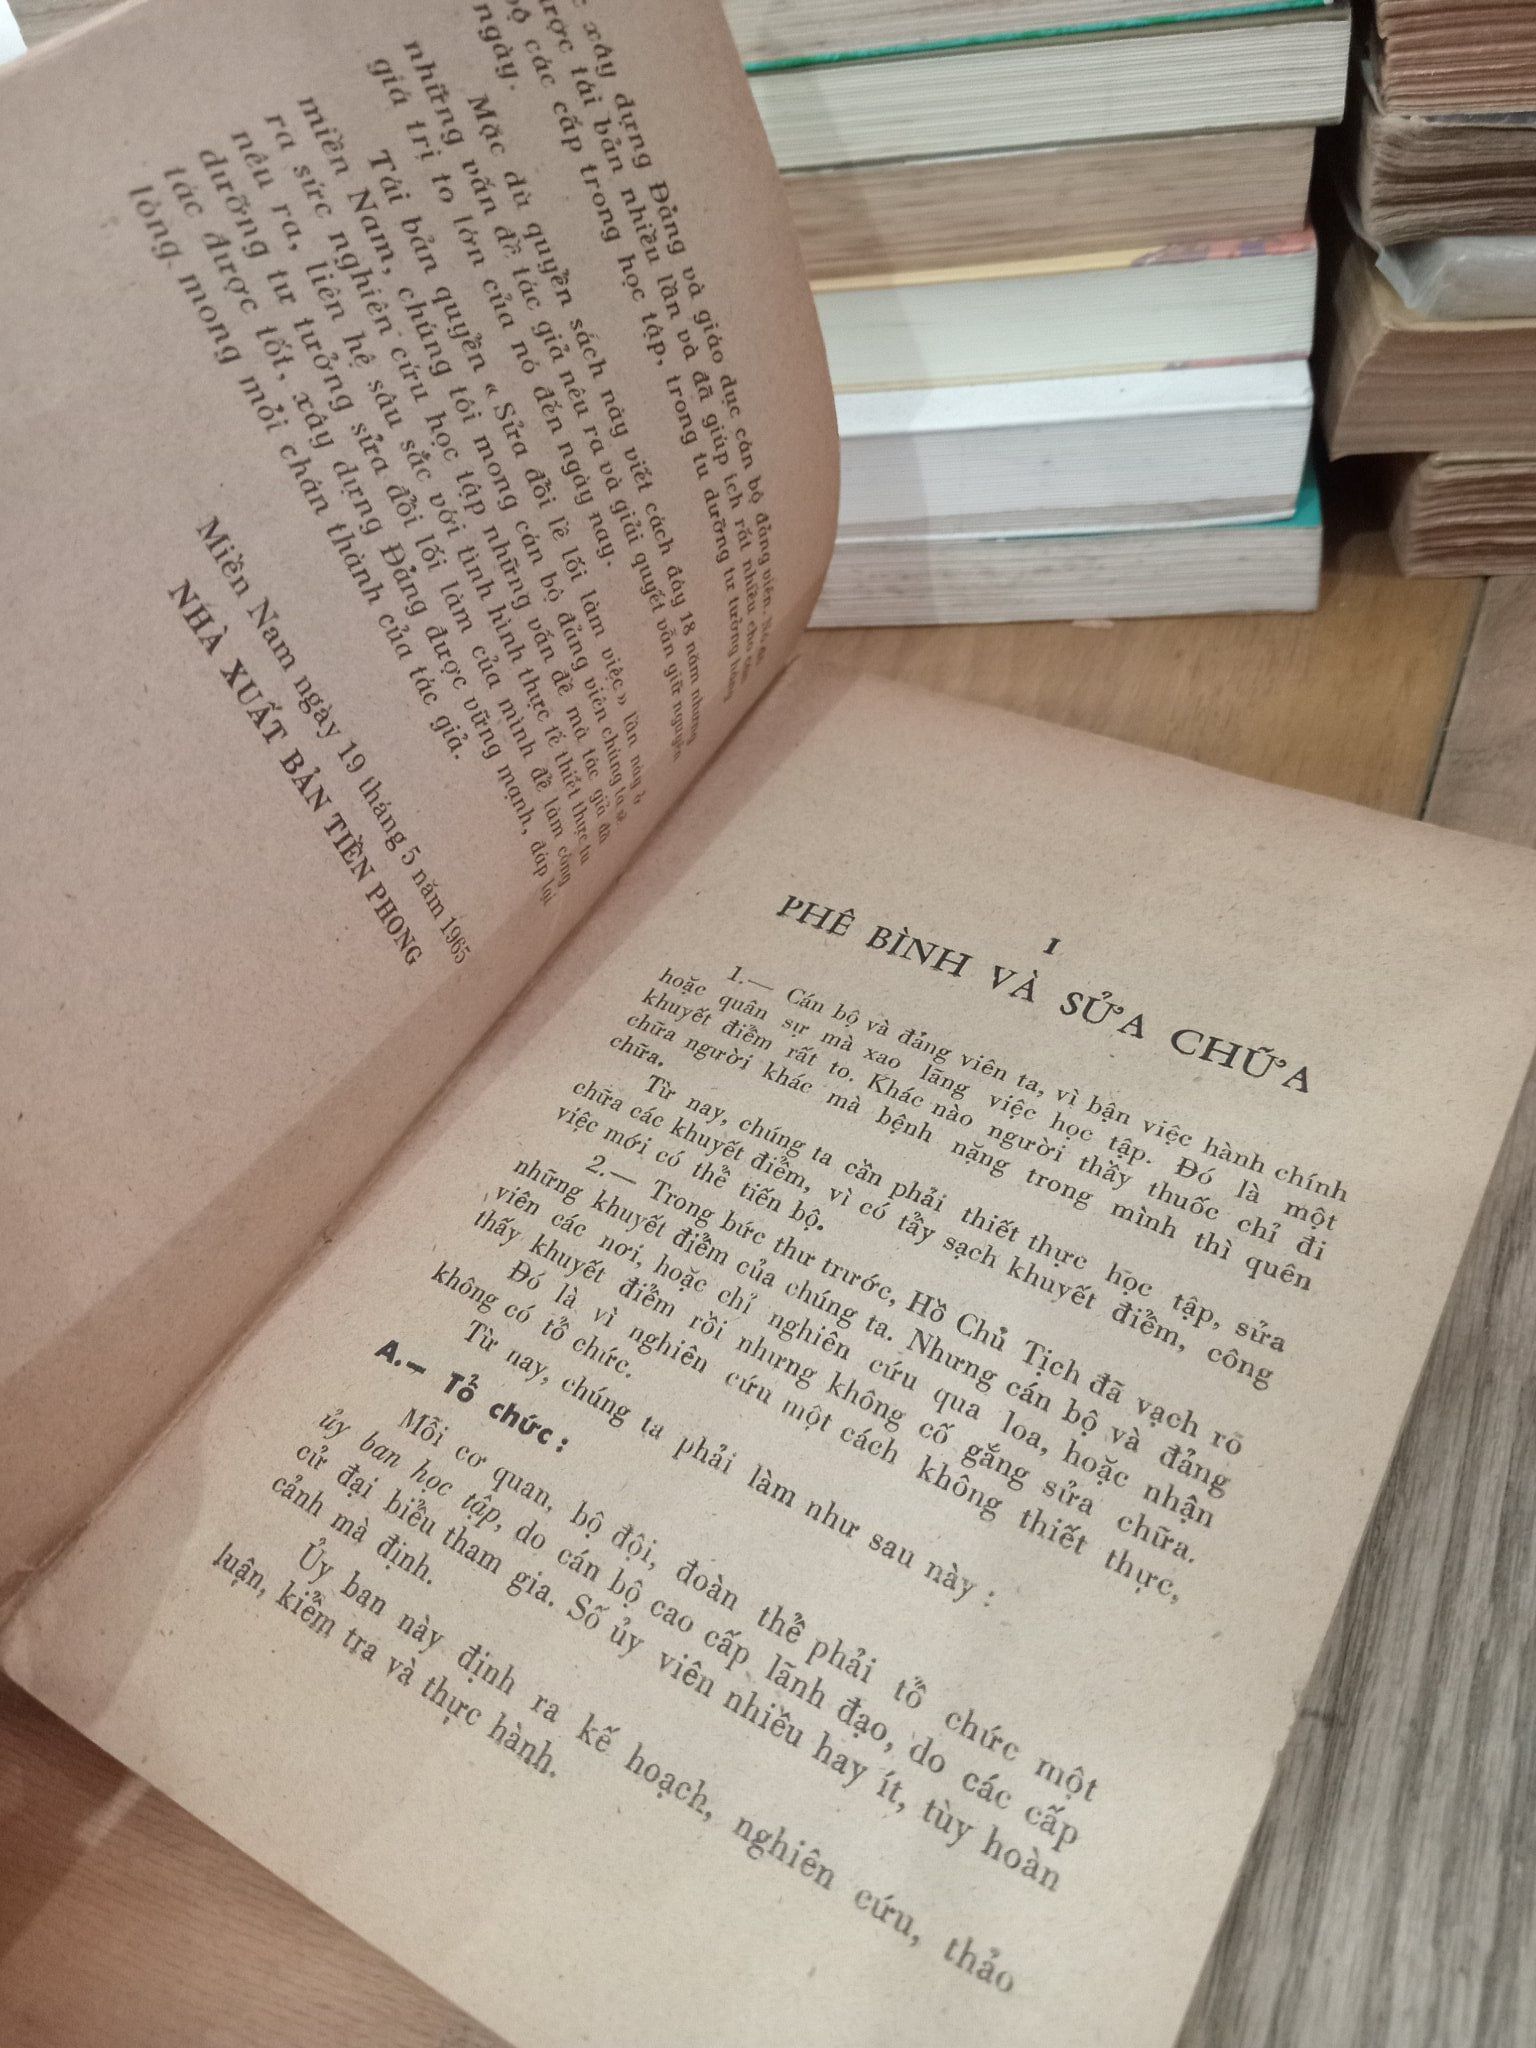 xây dựng Đảng và giáo dục cán bộ đảng viên. Nó đã
được tái bản nhiều lần và đã giúp ích rất nhiều cho cán
bộ các cấp trong học tập, trong tu dưỡng tư tưởng hàng
ngày.
Mặc dù quyển sách này viết cách đây 18 năm nhưng
những vấn đề tác giả nêu ra và giải quyết vẫn giữ nguyên
giá trị to lớn của nó đến ngày nay.
Tái bản quyển « Sửa đổi lề lối làm việc » lần này ở
miền Nam, chúng tôi mong cán bộ đảng viên chúng ta sẽ
ra sức nghiên cứu học tập những vấn đề mà tác giả đã
nêu ra, liên hệ sâu sắc với tình hình thực tế thiết thực tu
dưỡng tư tưởng sửa đổi lối làm của mình để làm công
tác được tốt, xây dựng Đảng được vững mạnh, đáp lại
lòng mong mỏi chân thành của tác giả.
Miền Nam ngày 19 tháng 5 năm 1965
NHÀ XUẤT BẢN TIỀN PHONG
I
PHÊ BÌNH VÀ SỬA CHỮA
1.— Cán bộ và đảng viên ta, vì bận việc hành chính
hoặc quân sự mà xao lãng việc học tập. Đó là một
khuyết điểm rất to. Khác nào người thầy thuốc chỉ đi
chữa người khác mà bệnh nặng trong mình thì quên
chữa.
Từ nay, chúng ta cần phải thiết thực học tập, sửa
chữa các khuyết điểm, vì có tẩy sạch khuyết điểm, công
việc mới có thể tiến bộ.
2.— Trong bức thư trước, Hồ Chủ Tịch đã vạch rõ
những khuyết điểm của chúng ta. Nhưng cán bộ và đảng
viên các nơi, hoặc chỉ nghiên cứu qua loa, hoặc nhận
thấy khuyết điểm rồi nhưng không cố gắng sửa chữa.
Đó là vì nghiên cứu một cách không thiết thực,
không có tổ chức.
Từ nay, chúng ta phải làm như sau này :
A.— Tổ chức :
Mỗi cơ quan, bộ đội, đoàn thể phải tổ chức một
ủy ban học tập, do cán bộ cao cấp lãnh đạo, do các cấp
cử đại biểu tham gia. Số ủy viên nhiều hay ít, tùy hoàn
cảnh mà định.
Ủy ban này định ra kế hoạch, nghiên cứu, thảo
luận, kiểm tra và thực hành.